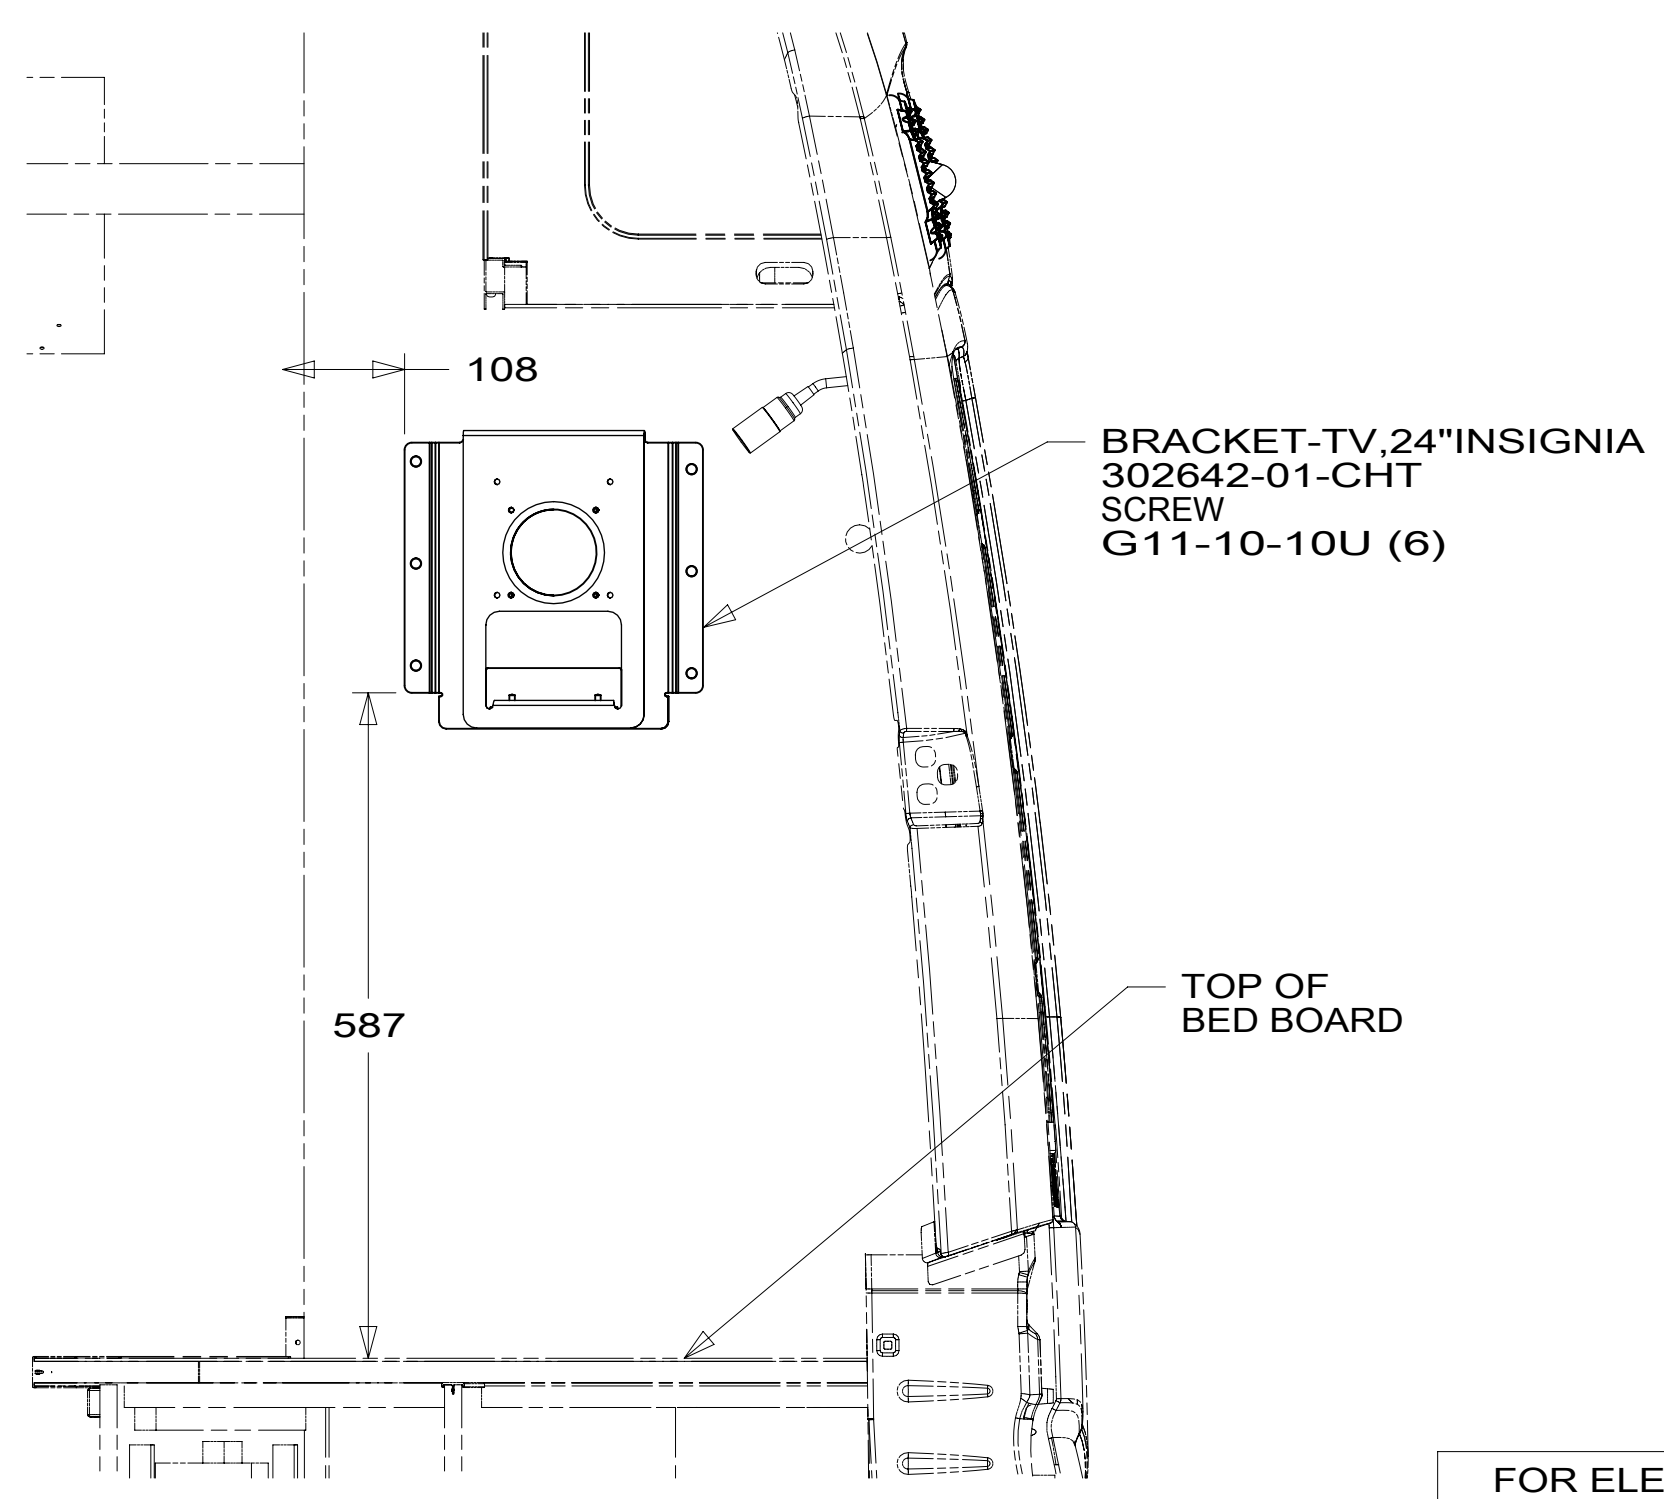 108
BRACKET-TV,24"INSIGNIA
302642-01-CHT
SCREW
G11-10-10U (6)
TOP OF
BED BOARD
587
FOR ELE